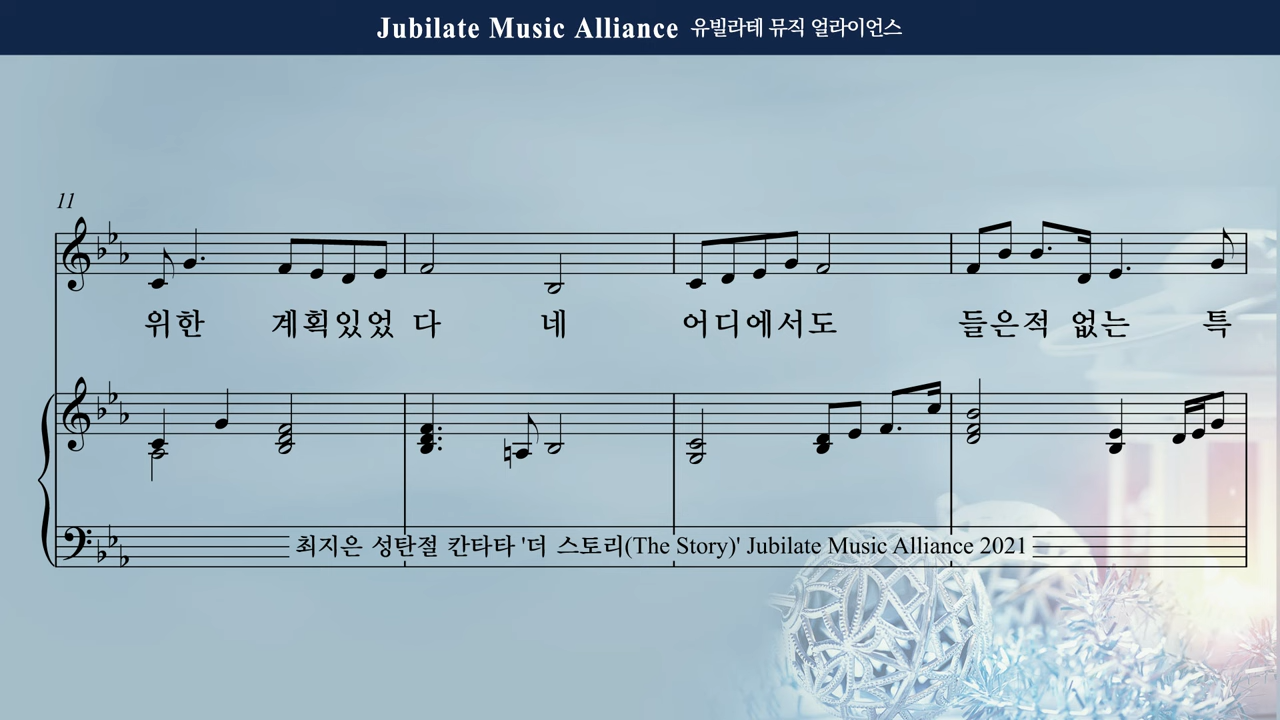 Jubilate Music Alliance 유빌라테 뮤직 얼라이언스
11
위한 계획있었 다 네 어디에서도 들은적 없는 특
최지은 성탄절 칸타타 '더 스토리(The Story)' Jubilate Music Alliance 2021